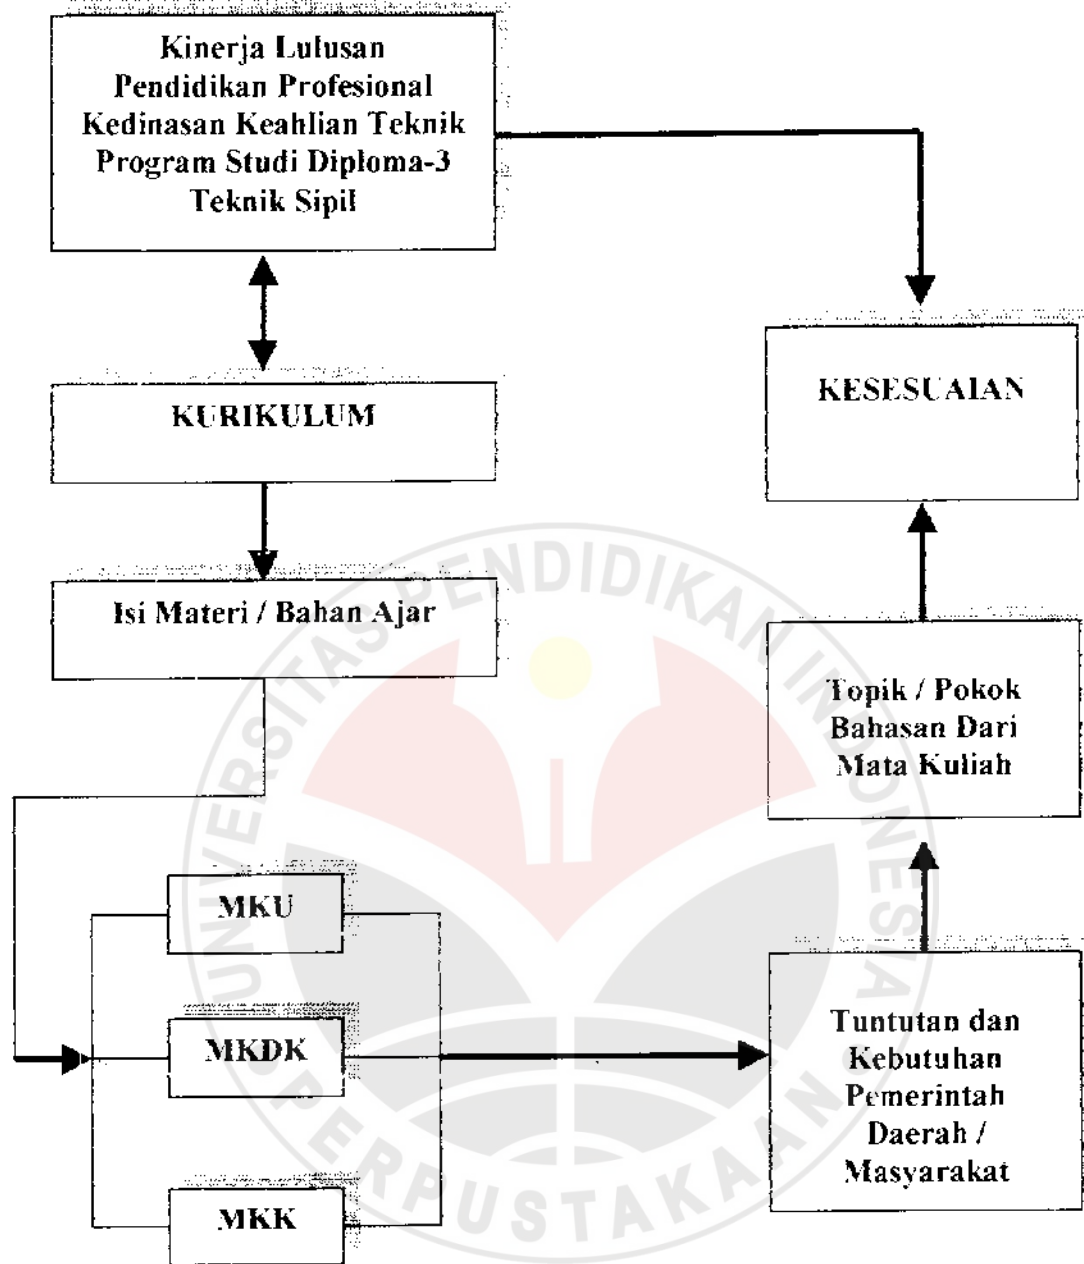 Kinerja Lulusan
Pendidikan Profesional
Kedinasan Keahlian Teknik
Program Studi Diploma-3
Teknik Sipil
KURIKULUM
KESESUAIAN
Isi Materi / Bahan Ajar
Topik / Pokok
Bahasan Dari
Mata Kuliah
MKU
MKDK
MKK
Tuntutan dan
Kebutuhan
Pemerintah
Daerah /
Masyarakat
UNIVERSITAS PENDIDIKAN INDONESIA
PERPUSTAKAAN